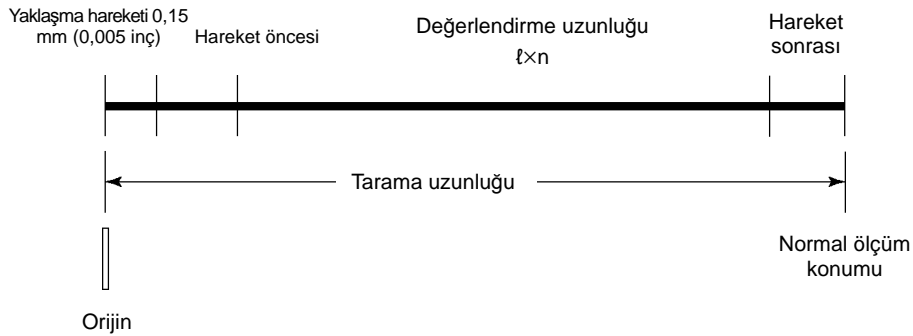 Yaklaşma hareketi 0,15
mm (0,005 inç)
Hareket öncesi
Değerlendirme uzunluğu
ℓ×n
Hareket
sonrası
Tarama uzunluğu
Normal ölçüm
konumu
Orijin